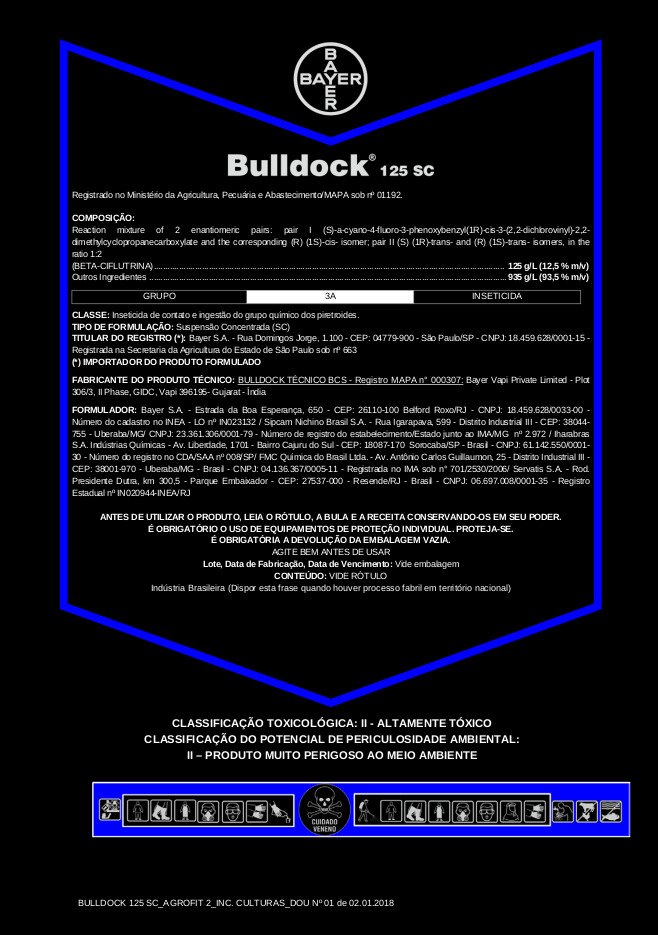 BAYER
BAYER
Bulldock® 125 SC
Registrado no Ministério da Agricultura, Pecuária e Abastecimento/MAPA sob nº 01192.
COMPOSIÇÃO:
Reaction mixture of 2 enantiomeric pairs: pair I (S)-a-cyano-4-fluoro-3-phenoxybenzyl(1R)-cis-3-(2,2-dichlorovinyl)-2,2-
dimethylcyclopropanecarboxylate and the corresponding (R) (1S)-cis- isomer; pair II (S) (1R)-trans- and (R) (1S)-trans- isomers, in the
ratio 1:2
(BETA-CIFLUTRINA)........ 125 g/L (12,5 % m/v)
Outros Ingredientes ........ 935 g/L (93,5 % m/v)
GRUPO 3A INSETICIDA
CLASSE: Inseticida de contato e ingestão do grupo químico dos piretroides.
TIPO DE FORMULAÇÃO: Suspensão Concentrada (SC)
TITULAR DO REGISTRO (*): Bayer S.A. - Rua Domingos Jorge, 1.100 - CEP: 04779-900 - São Paulo/SP - CNPJ: 18.459.628/0001-15 -
Registrada na Secretaria da Agricultura do Estado de São Paulo sob nº 663
(*) IMPORTADOR DO PRODUTO FORMULADO
FABRICANTE DO PRODUTO TÉCNICO: BULLDOCK TÉCNICO BCS - Registro MAPA n° 000307; Bayer Vapi Private Limited - Plot
306/3, II Phase, GIDC, Vapi 396195- Gujarat - Índia
FORMULADOR: Bayer S.A. - Estrada da Boa Esperança, 650 - CEP: 26110-100 Belford Roxo/RJ - CNPJ: 18.459.628/0033-00 -
Número do cadastro no INEA - LO nº IN023132 / Sipcam Nichino Brasil S.A. - Rua Igarapava, 599 - Distrito Industrial III - CEP: 38044-
755 - Uberaba/MG/ CNPJ: 23.361.306/0001-79 - Número de registro do estabelecimento/Estado junto ao IMA/MG nº 2.972 / Iharabras
S.A. Indústrias Químicas - Av. Liberdade, 1701 - Bairro Cajuru do Sul - CEP: 18087-170 Sorocaba/SP - Brasil - CNPJ: 61.142.550/0001-
30 - Número do registro no CDA/SAA nº 008/SP/ FMC Química do Brasil Ltda. - Av. Antônio Carlos Guillaumon, 25 - Distrito Industrial III -
CEP: 38001-970 - Uberaba/MG - Brasil - CNPJ: 04.136.367/0005-11 - Registrada no IMA sob n° 701/2530/2006/ Servatis S.A. - Rod.
Presidente Dutra, km 300,5 - Parque Embaixador - CEP: 27537-000 - Resende/RJ - Brasil - CNPJ: 06.697.008/0001-35 - Registro
Estadual nº IN020944-INEA/RJ
ANTES DE UTILIZAR O PRODUTO, LEIA O RÓTULO, A BULA E A RECEITA CONSERVANDO-OS EM SEU PODER.
É OBRIGATÓRIO O USO DE EQUIPAMENTOS DE PROTEÇÃO INDIVIDUAL. PROTEJA-SE.
É OBRIGATÓRIA A DEVOLUÇÃO DA EMBALAGEM VAZIA.
AGITE BEM ANTES DE USAR
Lote, Data de Fabricação, Data de Vencimento: Vide embalagem
CONTEÚDO: VIDE RÓTULO
Indústria Brasileira (Dispor esta frase quando houver processo fabril em território nacional)
CLASSIFICAÇÃO TOXICOLÓGICA: II - ALTAMENTE TÓXICO
CLASSIFICAÇÃO DO POTENCIAL DE PERICULOSIDADE AMBIENTAL:
II – PRODUTO MUITO PERIGOSO AO MEIO AMBIENTE
CUIDADO
VENENO
BULLDOCK 125 SC_AGROFIT 2_INC. CULTURAS_DOU Nº 01 de 02.01.2018